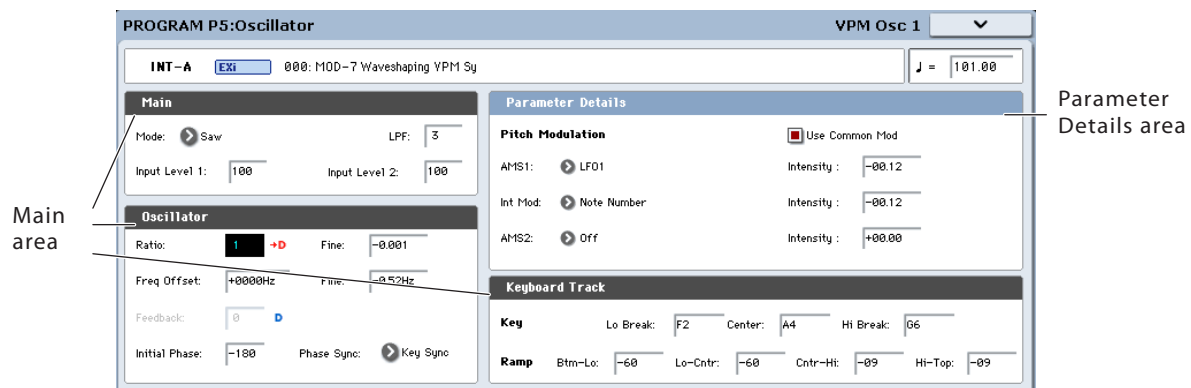 PROGRAM P5:Oscillator VPM Osc 1
INT-A EXi 000: MOD-7 Waveshaping VPM Sy ♩ = 101.00
Main
Mode: Saw LPF: 3
Input Level 1: 100 Input Level 2: 100
Oscillator
Ratio: 1 →D Fine: -0.001
Freq Offset: +0000Hz Fine: -0.52Hz
Feedback: 0 D
Initial Phase: -180 Phase Sync: Key Sync
Parameter Details
Pitch Modulation Use Common Mod
AMS1: LFO1 Intensity : -00.12
Int Mod: Note Number Intensity : -00.12
AMS2: Off Intensity : +00.00
Keyboard Track
Key Lo Break: F2 Center: A4 Hi Break: G6
Ramp Btm-Lo: -60 Lo-Cntr: -60 Cntr-Hi: -09 Hi-Top: -09
Main
area
Parameter
Details area